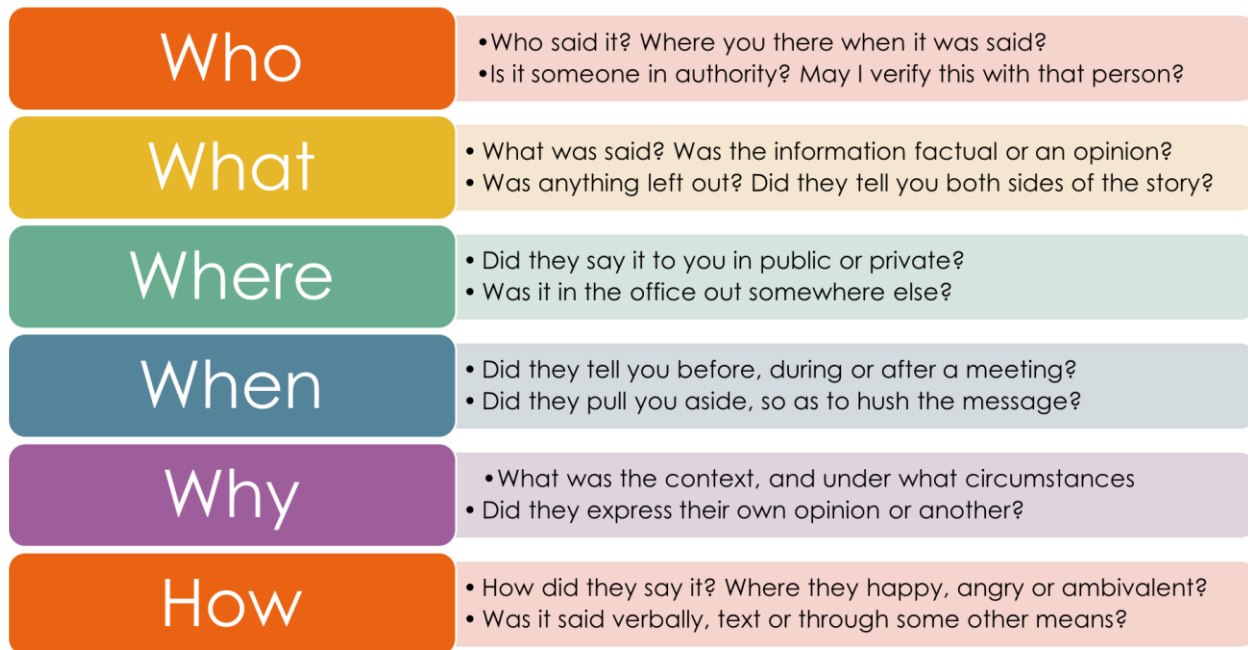 Who
•Who said it? Where you there when it was said?
•Is it someone in authority? May I verify this with that person?
What
• What was said? Was the information factual or an opinion?
• Was anything left out? Did they tell you both sides of the story?
Where
• Did they say it to you in public or private?
• Was it in the office out somewhere else?
When
• Did they tell you before, during or after a meeting?
• Did they pull you aside, so as to hush the message?
Why
•What was the context, and under what circumstances
• Did they express their own opinion or another?
How
• How did they say it? Where they happy, angry or ambivalent?
• Was it said verbally, text or through some other means?